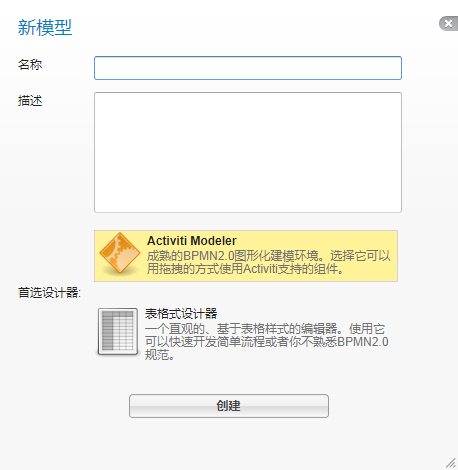 新模型
名称
描述
Activiti Modeler
成熟的BPMN2.0图形化建模环境。选择它可以
用拖拽的方式使用Activiti支持的组件。
首选设计器:
表格式设计器
一个直观的、基于表格样式的编辑器。使用它
可以快速开发简单流程或者你不熟悉BPMN2.0
规范。
创建